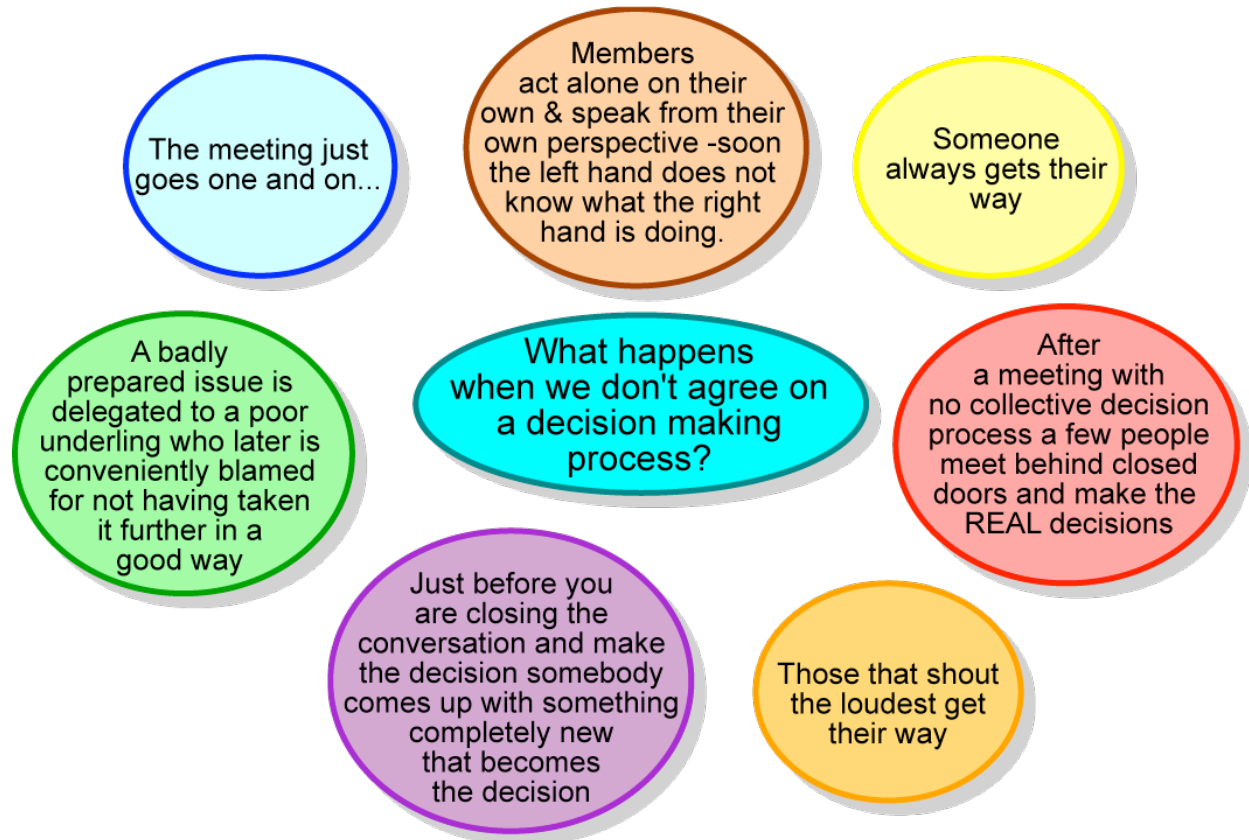 The meeting just
goes one and on...
Members
act alone on their
own & speak from their
own perspective -soon
the left hand does not
know what the right
hand is doing.
Someone
always gets their
way
A badly
prepared issue is
delegated to a poor
underling who later is
conveniently blamed
for not having taken
it further in a
good way
What happens
when we don't agree on
a decision making
process?
After
a meeting with
no collective decision
process a few people
meet behind closed
doors and make the
REAL decisions
Just before you
are closing the
conversation and make
the decision somebody
comes up with something
completely new
that becomes
the decision
Those that shout
the loudest get
their way